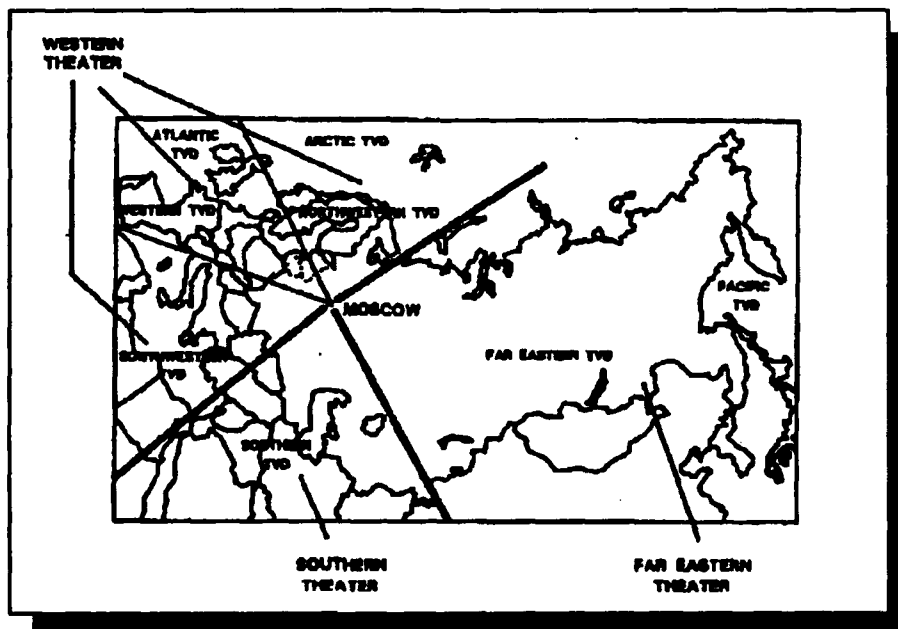 WESTERN
THEATER
ATLANTIC
TVD
ARCTIC TVD
WESTERN TVD
NORTHWESTERN TVD
MOSCOW
PACIFIC
TVD
SOUTHWESTERN
TVD
FAR EASTERN TVD
SOUTHERN
TVD
SOUTHERN
THEATER
FAR EASTERN
THEATER